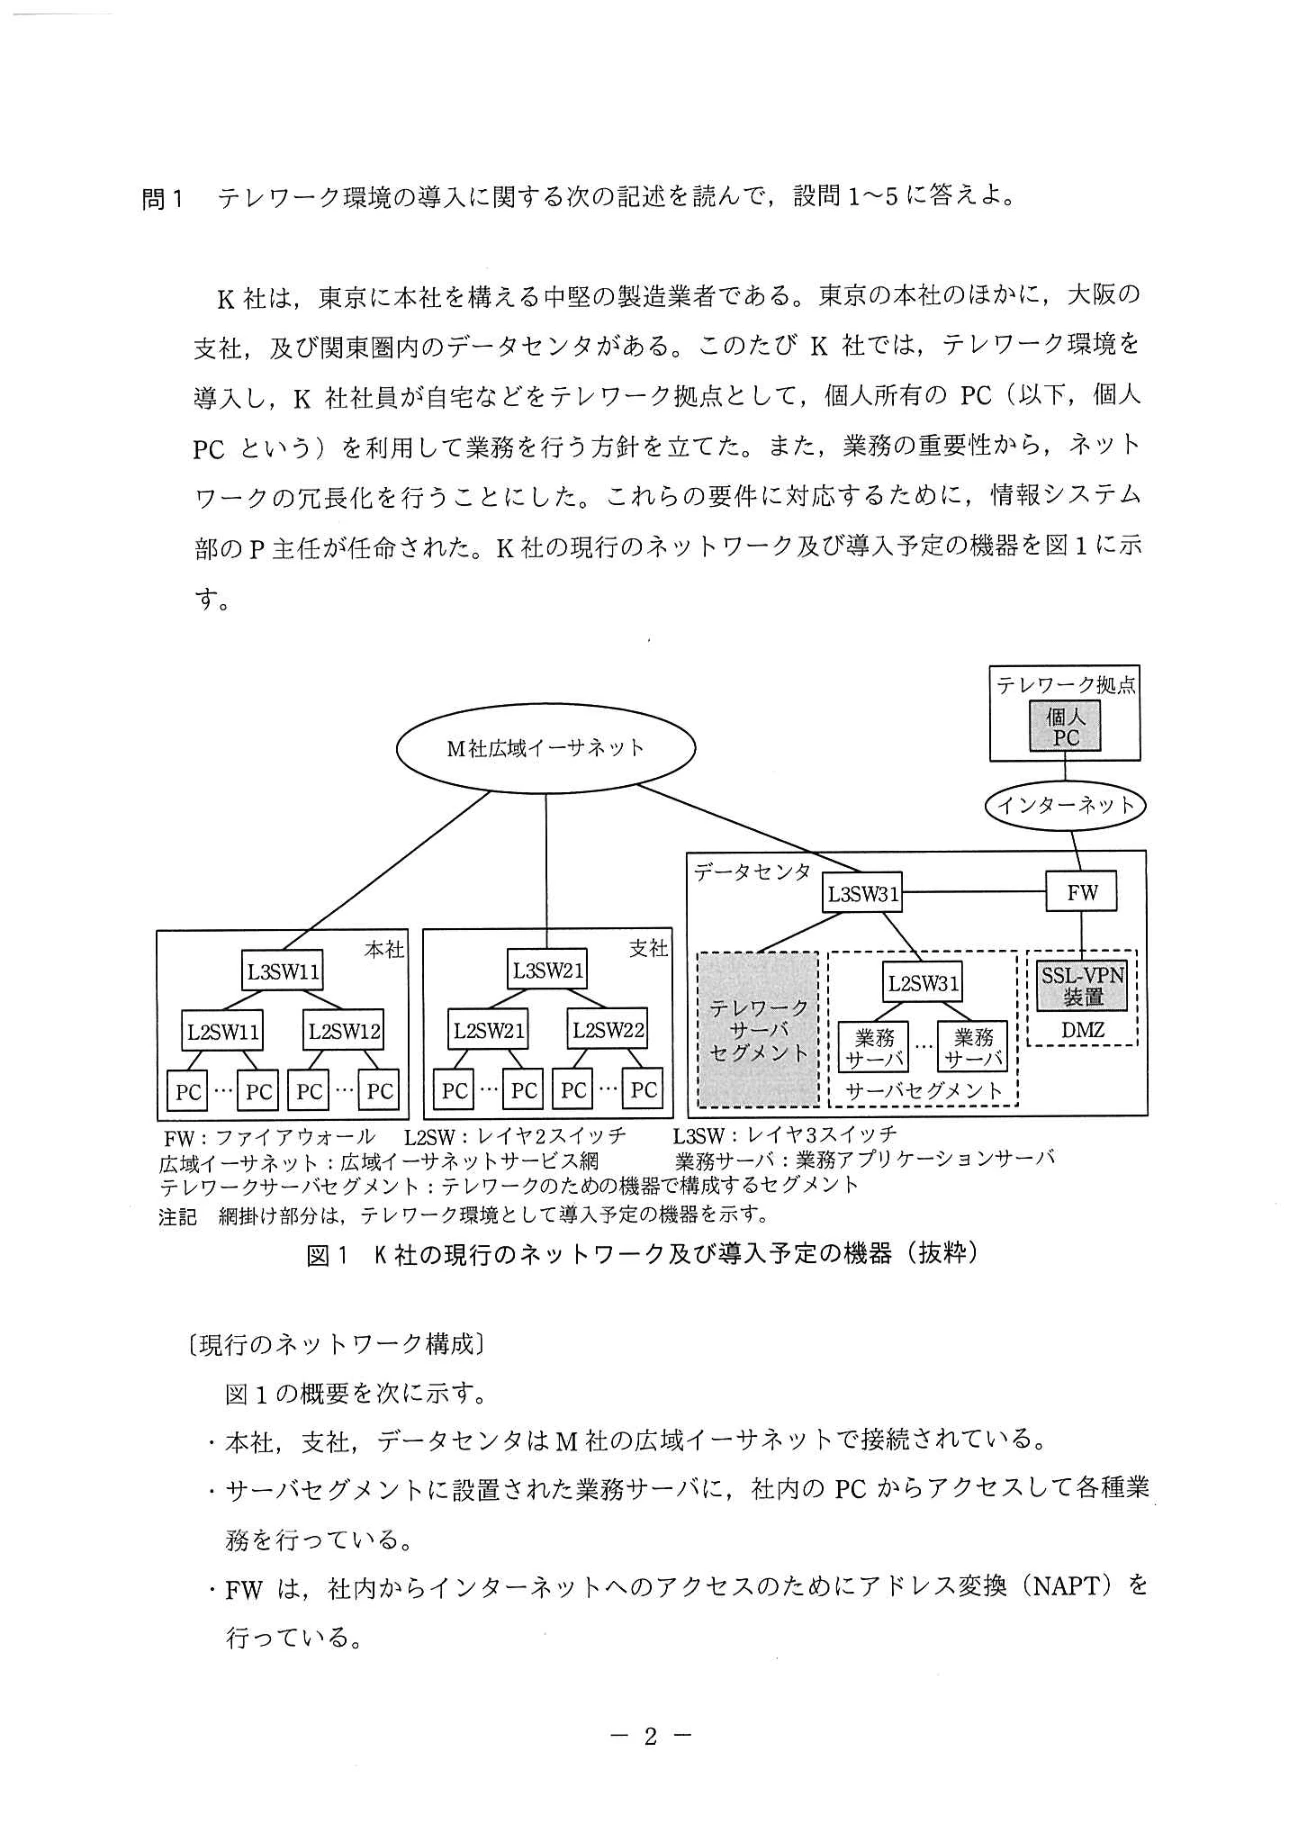 問1 テレワーク環境の導入に関する次の記述を読んで，設問1～5に答えよ。
K社は，東京に本社を構える中堅の製造業者である。東京の本社のほかに，大阪の
支社，及び関東圏内のデータセンタがある。このたびK社では，テレワーク環境を
導入し，K社社員が自宅などをテレワーク拠点として，個人所有のPC（以下，個人
PCという）を利用して業務を行う方針を立てた。また，業務の重要性から，ネット
ワークの冗長化を行うことにした。これらの要件に対応するために，情報システム
部のP主任が任命された。K社の現行のネットワーク及び導入予定の機器を図1に示
す。
テレワーク拠点
個人
PC
M社広域イーサネット
インターネット
データセンタ
L3SW31
FW
本社
L3SW11
支社
L3SW21
テレワーク
サーバ
セグメント
L2SW31
SSL-VPN
装置
DMZ
L2SW11
L2SW12
L2SW21
L2SW22
業務
サーバ
…
業務
サーバ
サーバセグメント
PC … PC
PC … PC
PC … PC
PC … PC
FW：ファイアウォール L2SW：レイヤ2スイッチ L3SW：レイヤ3スイッチ
広域イーサネット：広域イーサネットサービス網 業務サーバ：業務アプリケーションサーバ
テレワークサーバセグメント：テレワークのための機器で構成するセグメント
注記 網掛け部分は，テレワーク環境として導入予定の機器を示す。
図1 K社の現行のネットワーク及び導入予定の機器（抜粋）
〔現行のネットワーク構成〕
図1の概要を次に示す。
・本社，支社，データセンタはM社の広域イーサネットで接続されている。
・サーバセグメントに設置された業務サーバに，社内のPCからアクセスして各種業
務を行っている。
・FWは，社内からインターネットへのアクセスのためにアドレス変換（NAPT）を
行っている。
－ 2 －